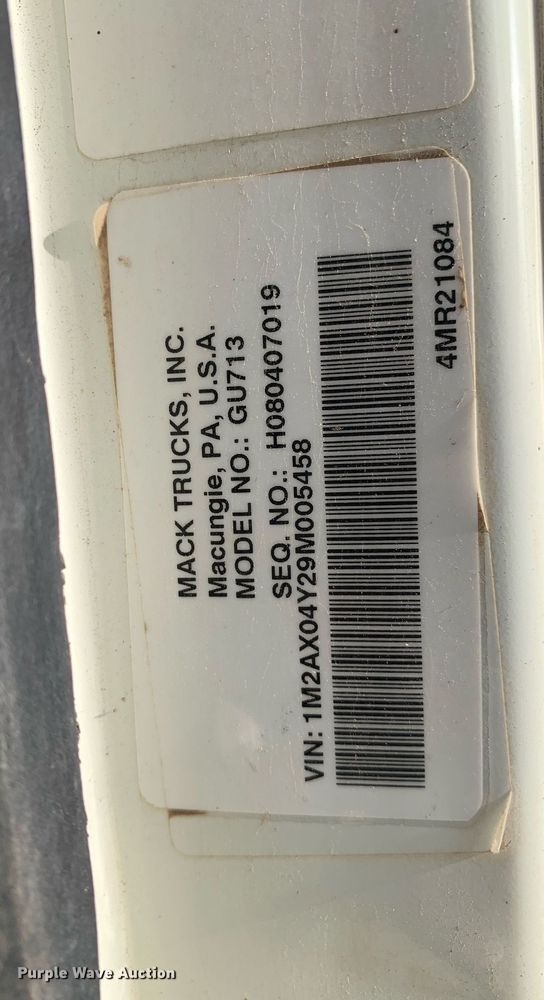 MACK TRUCKS, INC.
Macungie, PA, U.S.A.
MODEL NO.: GU713
SEQ. NO.: H080407019
VIN: 1M2AX04Y29M005458
4MR21084
Purple Wave Auction